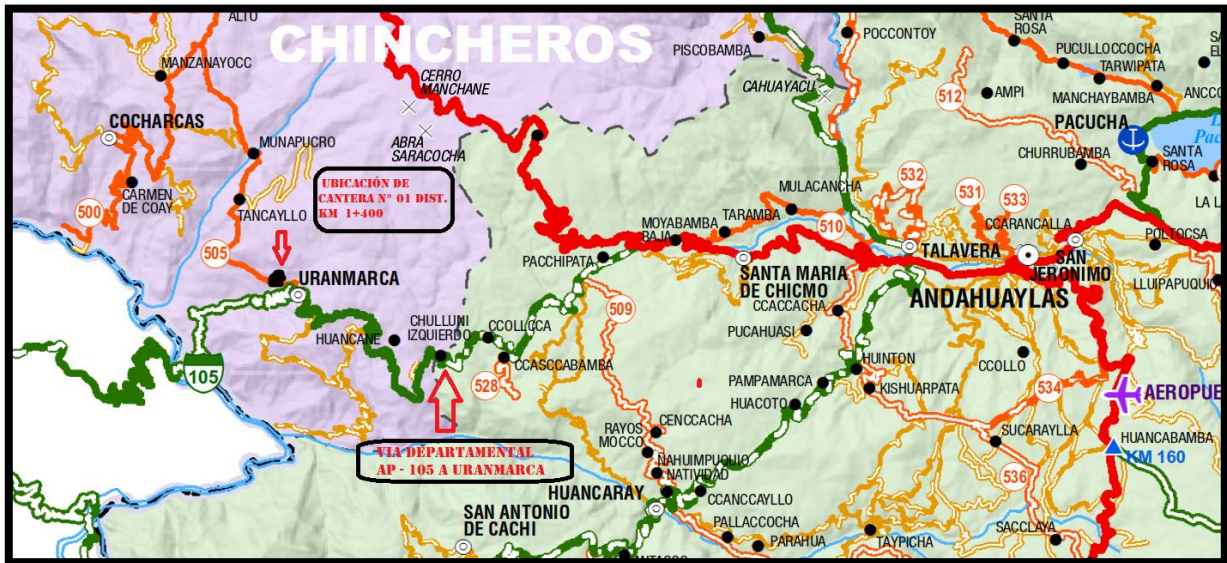 CHINCHEROS
ALTO
MANZANAYOCC
COCHARCAS
MUNAPUCRO
CARMEN
DE COAY
500
TANCAYLLO
505
URANMARCA
CERRO
MANCHANE
ABRA
SARACOCHA
UBICACIÓN DE
CANTERA N° 01 DIST.
KM 1+400
PISCOBAMBA
CAHUAYACU
POCCONTOY
SANTA
ROSA
PUCULLOCCOCHA
TARWIPATA
512
AMPI
MANCHAYBAMBA
ANCCO
PACUCHA
SANTA
ROSA
CHURRUBAMBA
532
531
533
MULACANCHA
TARAMBA
MOYABAMBA
BAJA
510
CCARANCALLA
LA L
POLTOCSA
TALAVERA
SAN
JERONIMO
PACCHIPATA
SANTA MARIA
DE CHICMO
ANDAHUAYLAS
LLUIPAPUQUIO
CCACCACHA
509
PUCAHUASI
CHULLUNI
IZQUIERDO
CCOLLCCA
HUANCANE
CCASCCABAMBA
528
105
HUINTON
CCOLLO
PAMPAMARCA
KISHUARPATA
534
HUACOTO
AEROPUE
CENCCACHA
RAYOS
MOCCO
SUCARAYLLA
HUANCABAMBA
KM 160
VIA DEPARTAMENTAL
AP - 105 A URANMARCA
ÑAHUIMPUQUIO
NATIVIDAD
536
HUANCARAY
CCANCCAYLLO
SAN ANTONIO
DE CACHI
PALLACCOCHA
PARAHUA
TAYPICHA
SACCLAYA